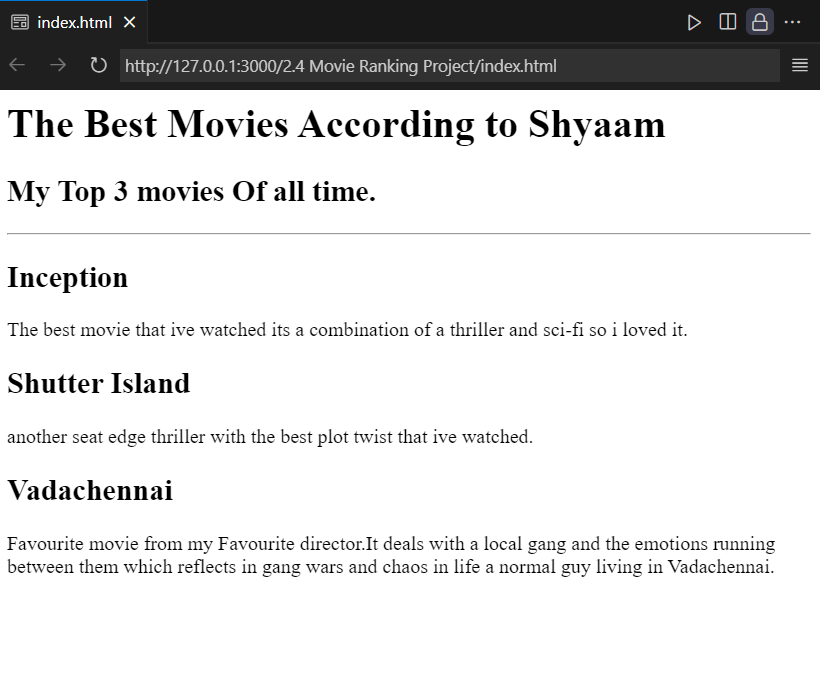 index.html
http://127.0.0.1:3000/2.4 Movie Ranking Project/index.html
The Best Movies According to Shyaam
My Top 3 movies Of all time.
Inception
The best movie that ive watched its a combination of a thriller and sci-fi so i loved it.
Shutter Island
another seat edge thriller with the best plot twist that ive watched.
Vadachennai
Favourite movie from my Favourite director.It deals with a local gang and the emotions running
between them which reflects in gang wars and chaos in life a normal guy living in Vadachennai.